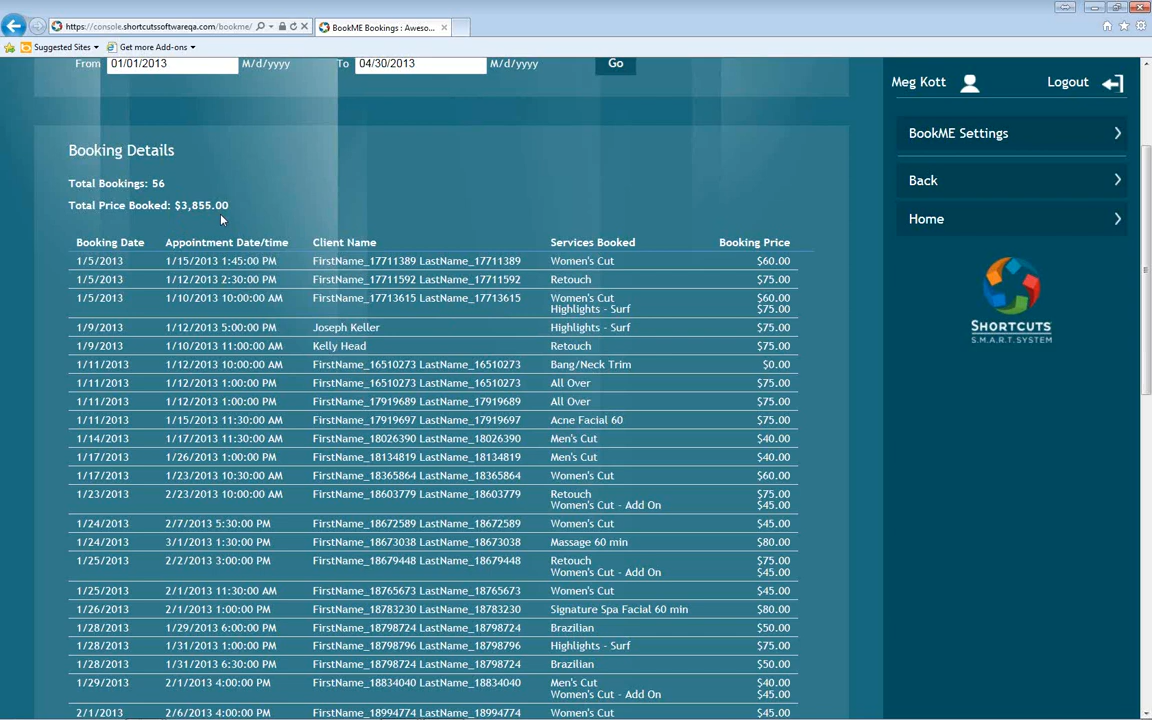 https://console.shortcutssoftwareqa.com/bookme/
BookME Bookings : Aweso...
Suggested Sites
Get more Add-ons
From 01/01/2013 M/d/yyyy To 04/30/2013 M/d/yyyy Go
Meg Kott Logout
BookME Settings
Back
Home
SHORTCUTS
S.M.A.R.T. SYSTEM
Booking Details
Total Bookings: 56
Total Price Booked: $3,855.00
Booking Date Appointment Date/time Client Name Services Booked Booking Price
1/5/2013 1/15/2013 1:45:00 PM FirstName_17711389 LastName_17711389 Women's Cut $60.00
1/5/2013 1/12/2013 2:30:00 PM FirstName_17711592 LastName_17711592 Retouch $75.00
1/5/2013 1/10/2013 10:00:00 AM FirstName_17713615 LastName_17713615 Women's Cut $60.00
Highlights - Surf $75.00
1/9/2013 1/12/2013 5:00:00 PM Joseph Keller Highlights - Surf $75.00
1/9/2013 1/10/2013 11:00:00 AM Kelly Head Retouch $75.00
1/11/2013 1/12/2013 10:00:00 AM FirstName_16510273 LastName_16510273 Bang/Neck Trim $0.00
1/11/2013 1/12/2013 1:00:00 PM FirstName_16510273 LastName_16510273 All Over $75.00
1/11/2013 1/12/2013 1:00:00 PM FirstName_17919689 LastName_17919689 All Over $75.00
1/11/2013 1/15/2013 11:30:00 AM FirstName_17919697 LastName_17919697 Acne Facial 60 $75.00
1/14/2013 1/17/2013 11:30:00 AM FirstName_18026390 LastName_18026390 Men's Cut $40.00
1/17/2013 1/26/2013 1:00:00 PM FirstName_18134819 LastName_18134819 Men's Cut $40.00
1/17/2013 1/23/2013 10:30:00 AM FirstName_18365864 LastName_18365864 Women's Cut $60.00
1/23/2013 2/23/2013 10:00:00 AM FirstName_18603779 LastName_18603779 Retouch $75.00
Women's Cut - Add On $45.00
1/24/2013 2/7/2013 5:30:00 PM FirstName_18672589 LastName_18672589 Women's Cut $45.00
1/24/2013 3/1/2013 1:30:00 PM FirstName_18673038 LastName_18673038 Massage 60 min $80.00
1/25/2013 2/2/2013 3:00:00 PM FirstName_18679448 LastName_18679448 Retouch $75.00
Women's Cut - Add On $45.00
1/25/2013 2/1/2013 11:30:00 AM FirstName_18765673 LastName_18765673 Women's Cut $45.00
1/26/2013 2/1/2013 1:00:00 PM FirstName_18783230 LastName_18783230 Signature Spa Facial 60 min $80.00
1/28/2013 1/29/2013 6:00:00 PM FirstName_18798724 LastName_18798724 Brazilian $50.00
1/28/2013 1/31/2013 1:00:00 PM FirstName_18798796 LastName_18798796 Highlights - Surf $75.00
1/28/2013 1/31/2013 6:30:00 PM FirstName_18798724 LastName_18798724 Brazilian $50.00
1/29/2013 2/1/2013 4:00:00 PM FirstName_18834040 LastName_18834040 Men's Cut $40.00
Women's Cut - Add On $45.00
2/1/2013 2/6/2013 4:00:00 PM FirstName_18994774 LastName_18994774 Women's Cut $45.00